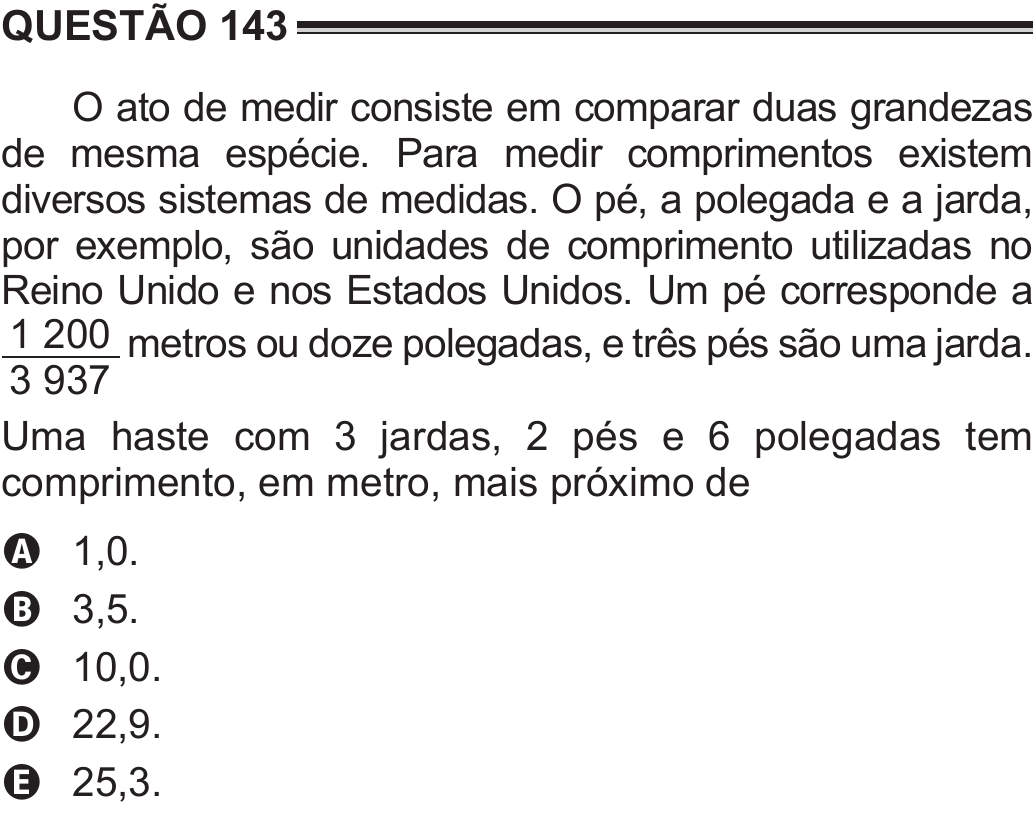 QUESTÃO 143
O ato de medir consiste em comparar duas grandezas
de mesma espécie. Para medir comprimentos existem
diversos sistemas de medidas. O pé, a polegada e a jarda,
por exemplo, são unidades de comprimento utilizadas no
Reino Unido e nos Estados Unidos. Um pé corresponde a
1 200
metros ou doze polegadas, e três pés são uma jarda.
3 937
Uma haste com 3 jardas, 2 pés e 6 polegadas tem
comprimento, em metro, mais próximo de
A 1,0.
B 3,5.
C 10,0.
D 22,9.
E 25,3.